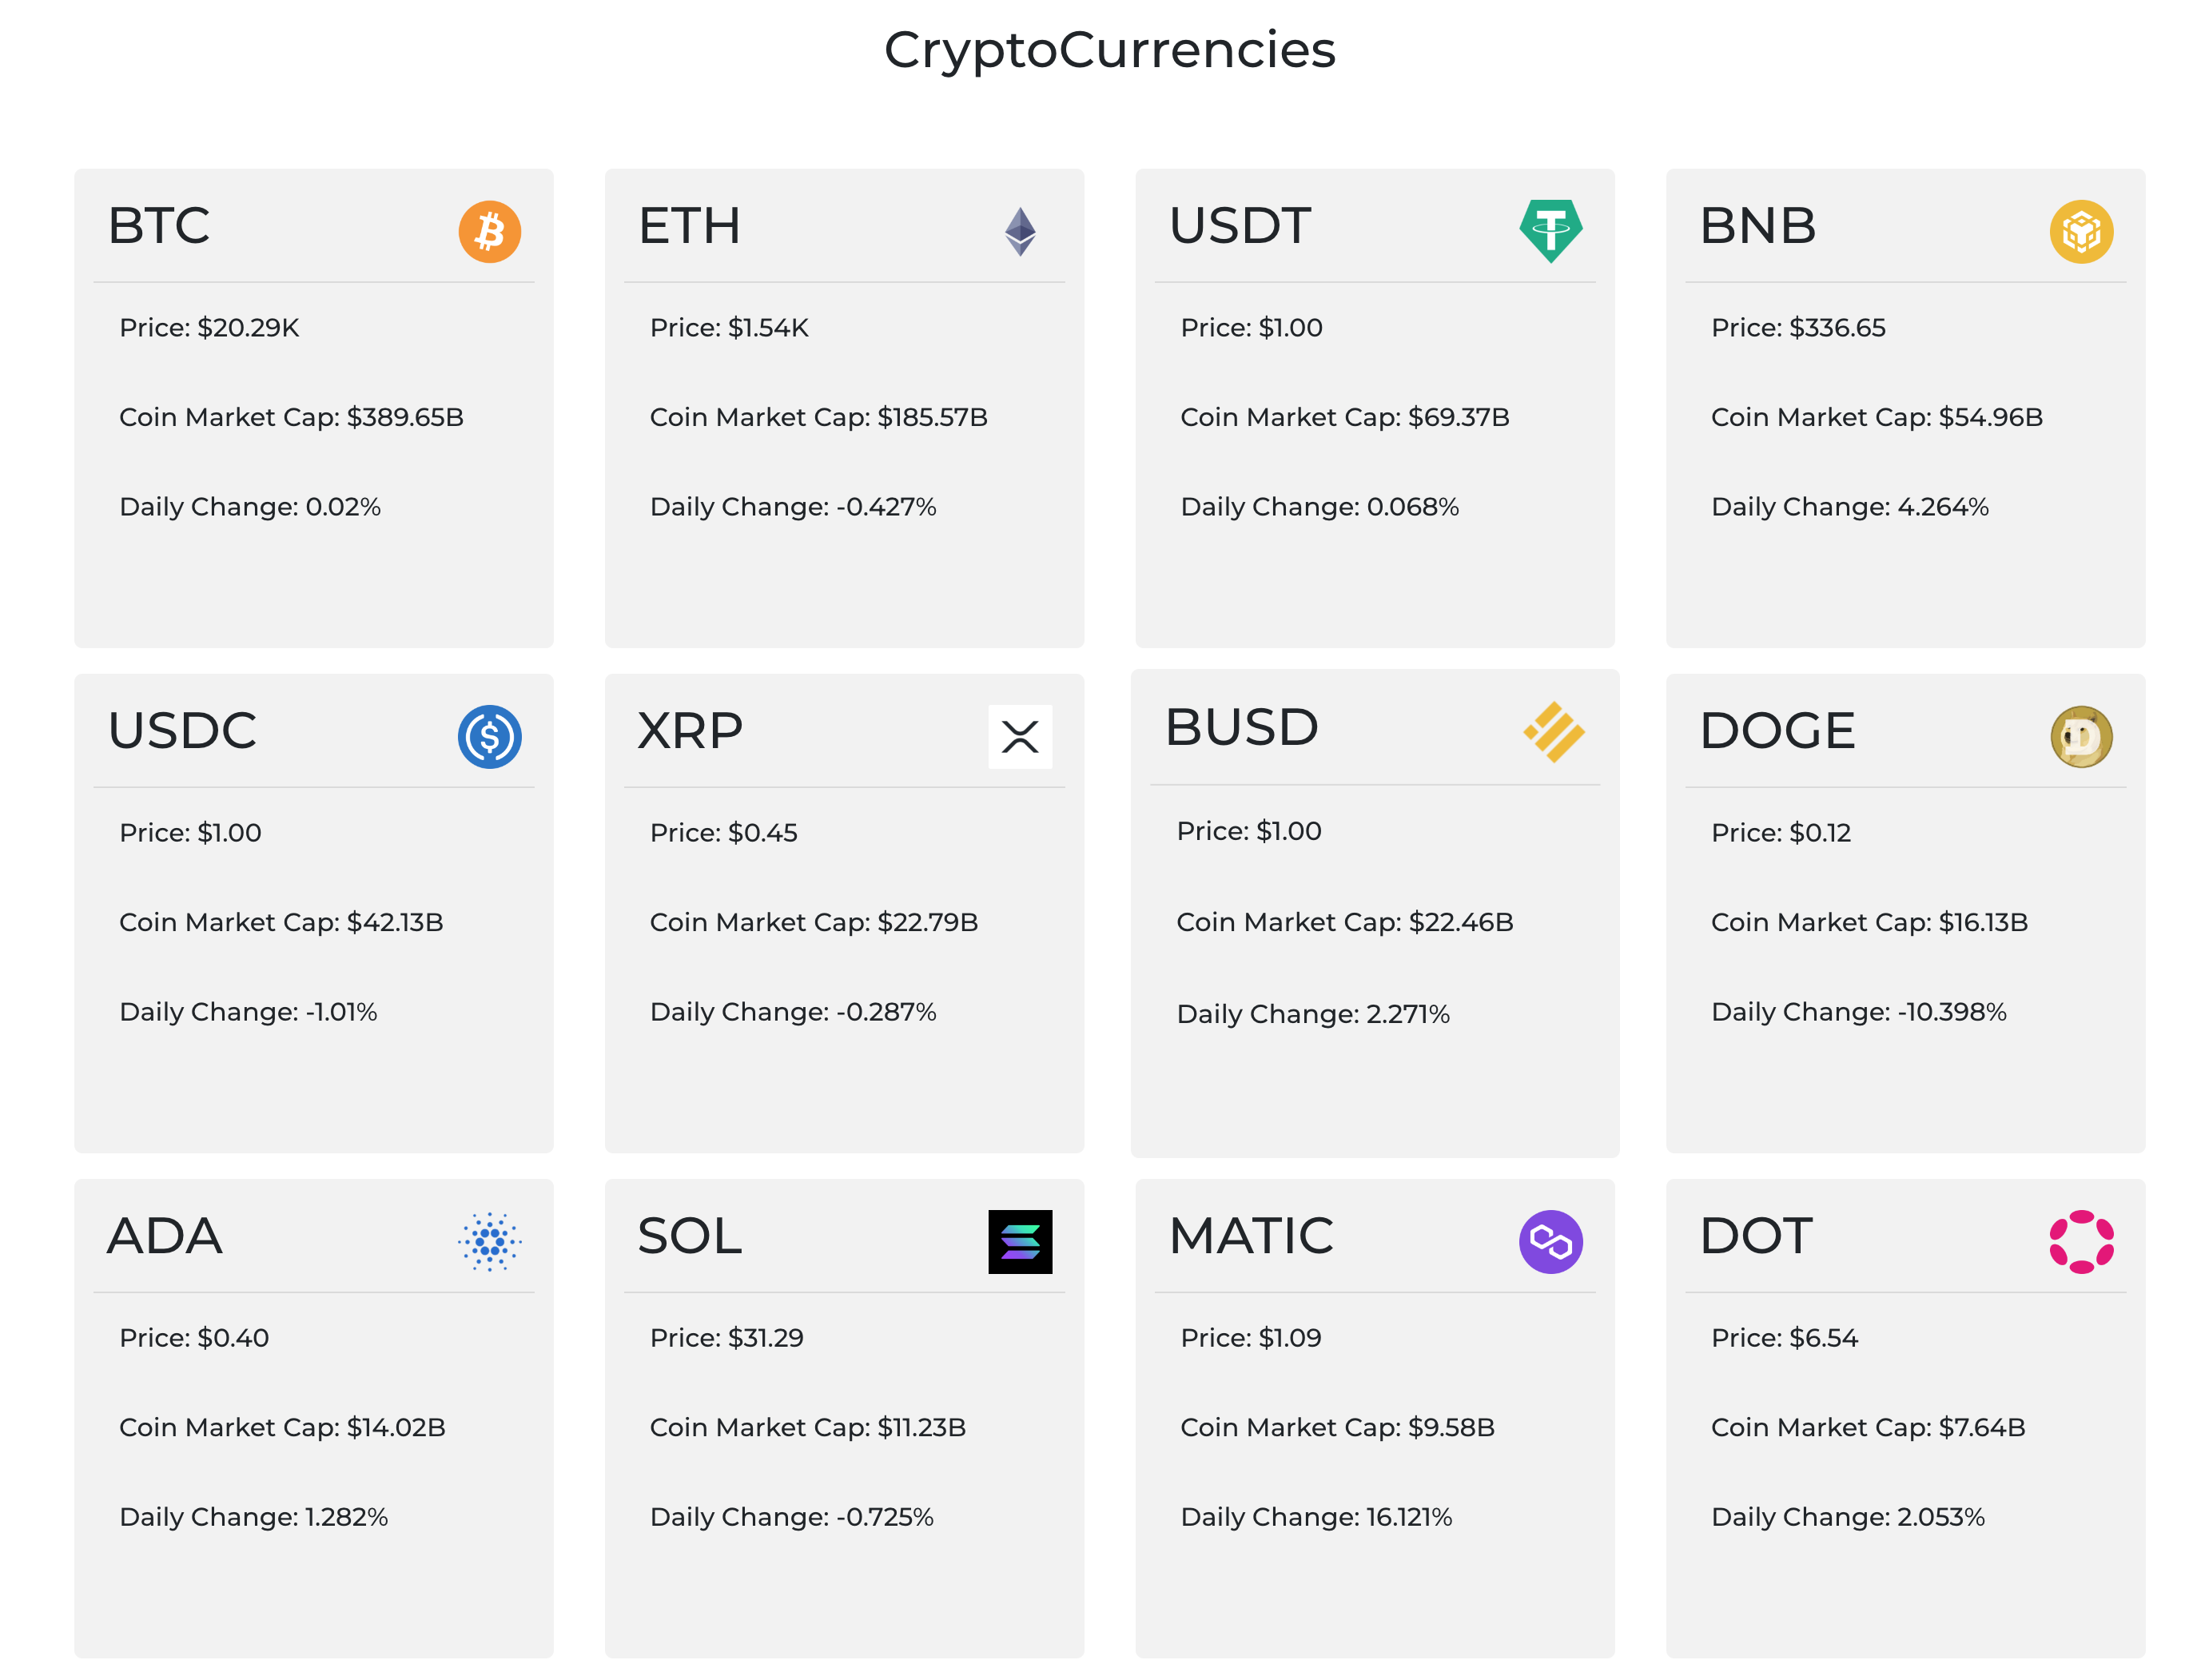 CryptoCurrencies
BTC
Price: $20.29K
Coin Market Cap: $389.65B
Daily Change: 0.02%
ETH
Price: $1.54K
Coin Market Cap: $185.57B
Daily Change: -0.427%
USDT
Price: $1.00
Coin Market Cap: $69.37B
Daily Change: 0.068%
BNB
Price: $336.65
Coin Market Cap: $54.96B
Daily Change: 4.264%
USDC
Price: $1.00
Coin Market Cap: $42.13B
Daily Change: -1.01%
XRP
Price: $0.45
Coin Market Cap: $22.79B
Daily Change: -0.287%
BUSD
Price: $1.00
Coin Market Cap: $22.46B
Daily Change: 2.271%
DOGE
Price: $0.12
Coin Market Cap: $16.13B
Daily Change: -10.398%
ADA
Price: $0.40
Coin Market Cap: $14.02B
Daily Change: 1.282%
SOL
Price: $31.29
Coin Market Cap: $11.23B
Daily Change: -0.725%
MATIC
Price: $1.09
Coin Market Cap: $9.58B
Daily Change: 16.121%
DOT
Price: $6.54
Coin Market Cap: $7.64B
Daily Change: 2.053%